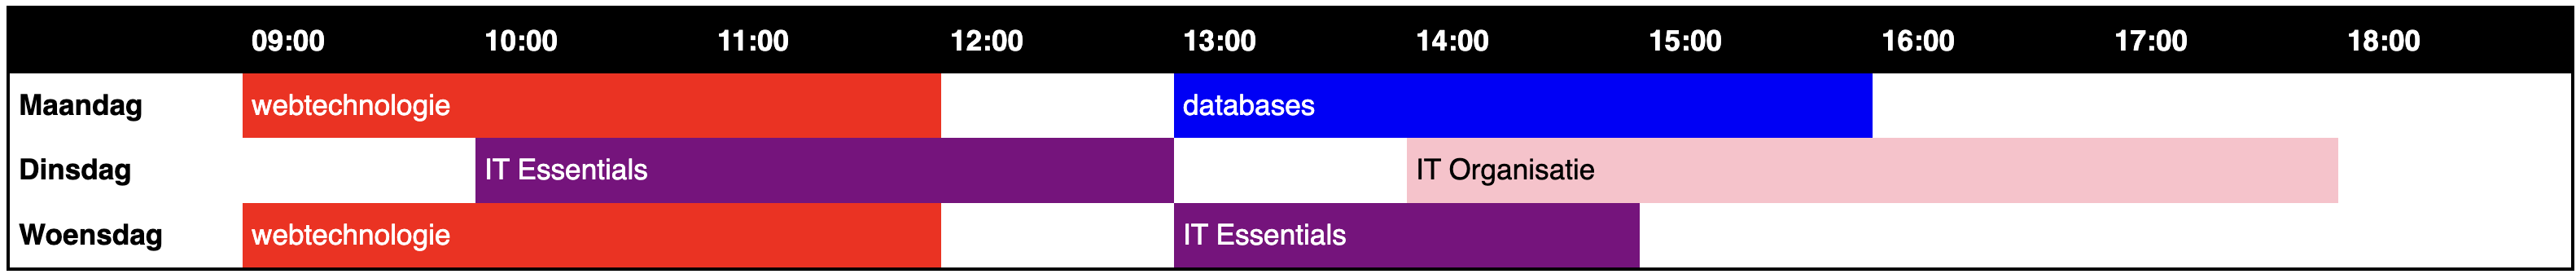 09:00 10:00 11:00 12:00 13:00 14:00 15:00 16:00 17:00 18:00
Maandag webtechnologie databases
Dinsdag IT Essentials IT Organisatie
Woensdag webtechnologie IT Essentials